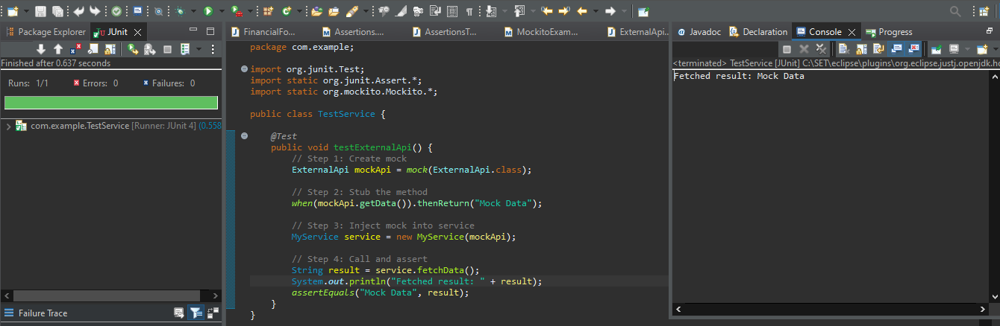 Package Explorer
JUnit
Finished after 0.637 seconds
Runs: 1/1
Errors: 0
Failures: 0
com.example.TestService [Runner: JUnit 4] (0.558
Failure Trace
FinancialFo...
Assertions....
AssertionsT...
MockitoExam...
ExternalApi...
package com.example;
import org.junit.Test;
import static org.junit.Assert.*;
import static org.mockito.Mockito.*;
public class TestService {
@Test
public void testExternalApi() {
// Step 1: Create mock
ExternalApi mockApi = mock(ExternalApi.class);
// Step 2: Stub the method
when(mockApi.getData()).thenReturn("Mock Data");
// Step 3: Inject mock into service
MyService service = new MyService(mockApi);
// Step 4: Call and assert
String result = service.fetchData();
System.out.println("Fetched result: " + result);
assertEquals("Mock Data", result);
}
}
Javadoc
Declaration
Console
Progress
<terminated> TestService [JUnit] C:\SET\eclipse\plugins\org.eclipse.justj.openjdk.ho
Fetched result: Mock Data